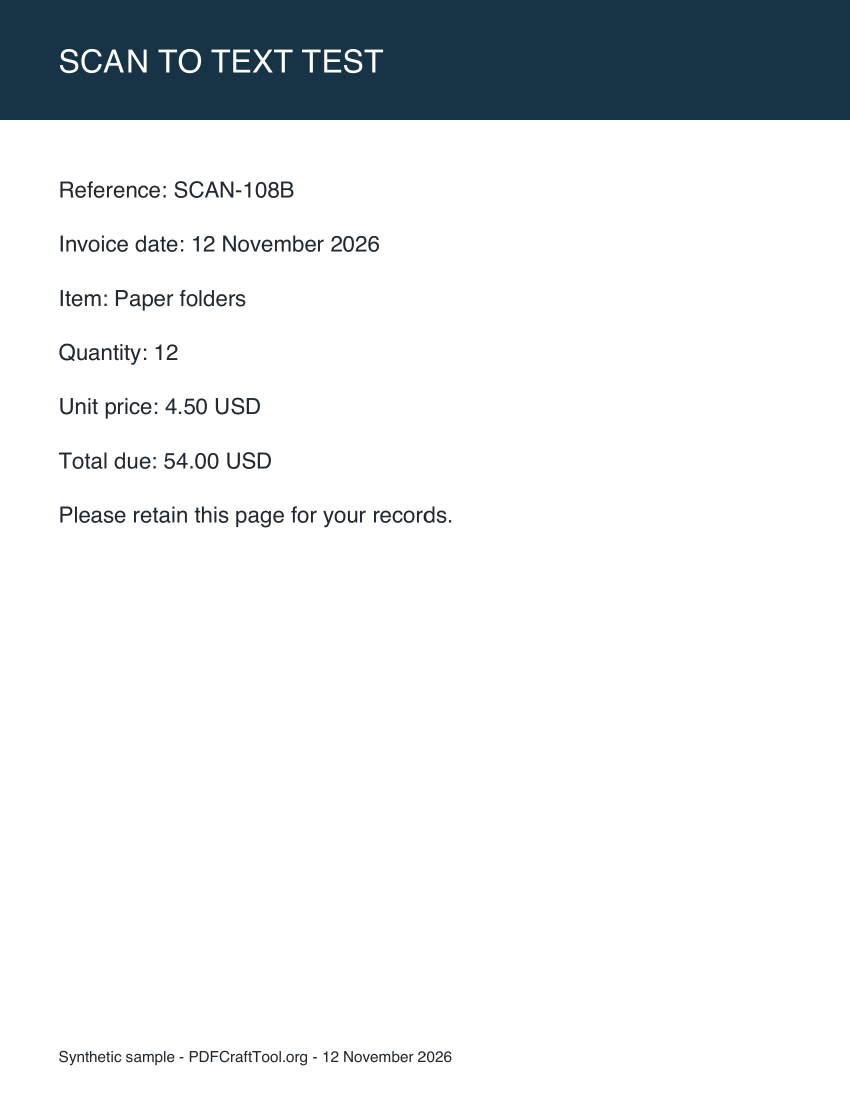 SCAN TO TEXT TEST
Reference: SCAN-108B
Invoice date: 12 November 2026
Item: Paper folders
Quantity: 12
Unit price: 4.50 USD
Total due: 54.00 USD
Please retain this page for your records.
Synthetic sample - PDFCraftTool.org - 12 November 2026